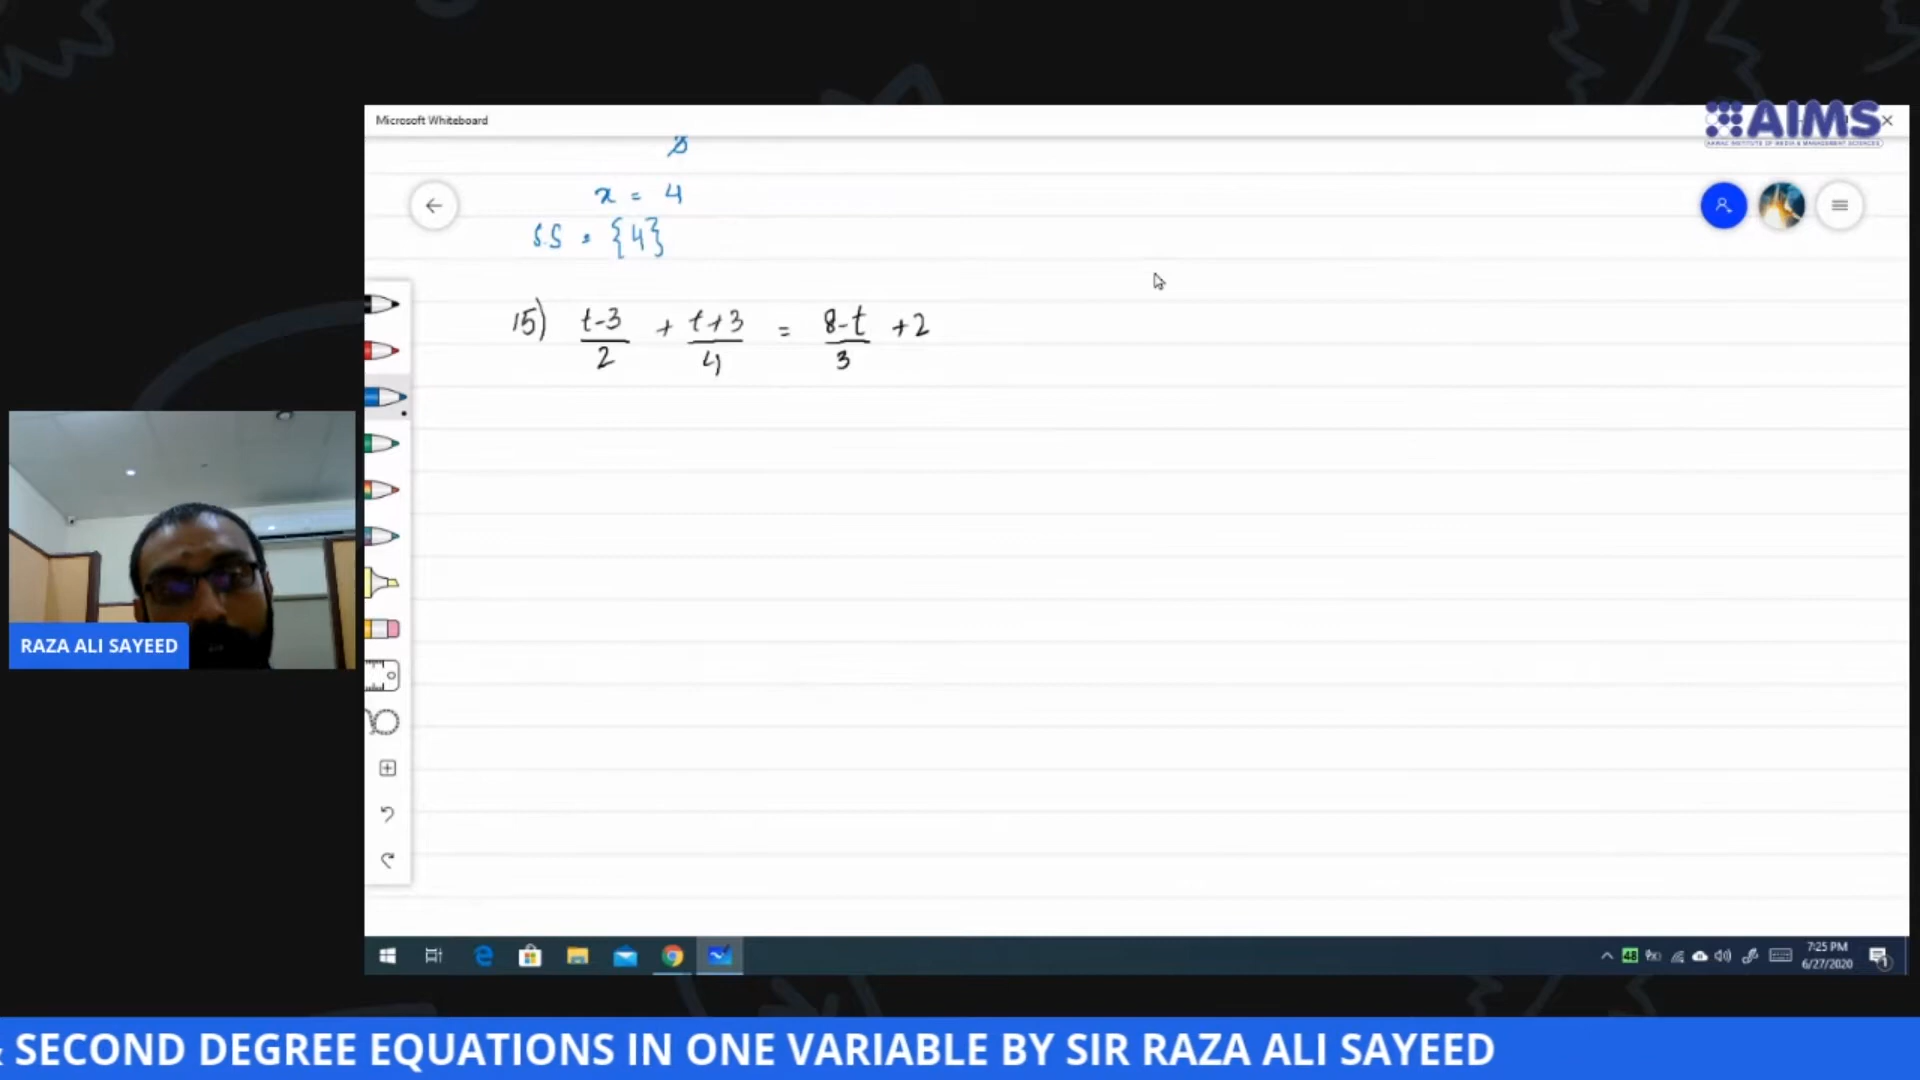 Microsoft Whiteboard
AIMS
x = 4
S.S = {4}
15) t-3/2 + t+3/4 = 8-t/3 +2
RAZA ALI SAYEED
48
7:25 PM
6/27/2020
SECOND DEGREE EQUATIONS IN ONE VARIABLE BY SIR RAZA ALI SAYEED